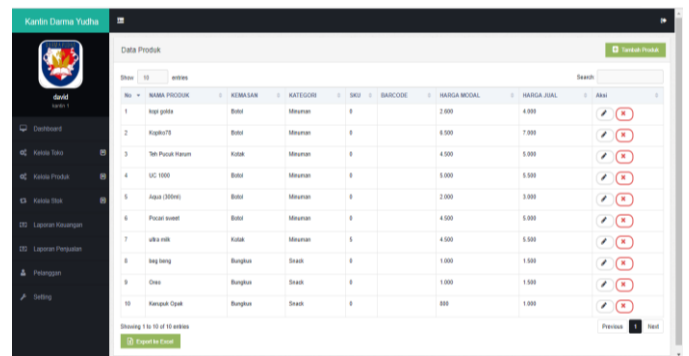 Kantin Darma Yudha
david
kantin 1
Dashboard
Kelola Toko
Kelola Produk
Kelola Stok
Laporan Keuangan
Laporan Penjualan
Pelanggan
Setting
Data Produk
Tambah Produk
Show 10 entries
Search:
No NAMA PRODUK KEMASAN KATEGORI SKU BARCODE HARGA MODAL HARGA JUAL Aksi
1 kopi golda Botol Minuman 0 2.600 4.000
2 Kopiko78 Botol Minuman 0 6.500 7.000
3 Teh Pucuk Harum Kotak Minuman 0 4.500 5.000
4 UC 1000 Botol Minuman 0 5.000 5.500
5 Aqua (300ml) Botol Minuman 0 2.000 3.000
6 Pocari sweet Botol Minuman 0 4.500 5.000
7 ultra milk Kotak Minuman 5 4.500 5.500
8 beg beng Bungkus Snack 0 1.000 1.500
9 Oreo Bungkus Snack 0 1.000 1.500
10 Kerupuk Opak Bungkus Snack 0 800 1.000
Showing 1 to 10 of 10 entries
Previous 1 Next
Export to Excel